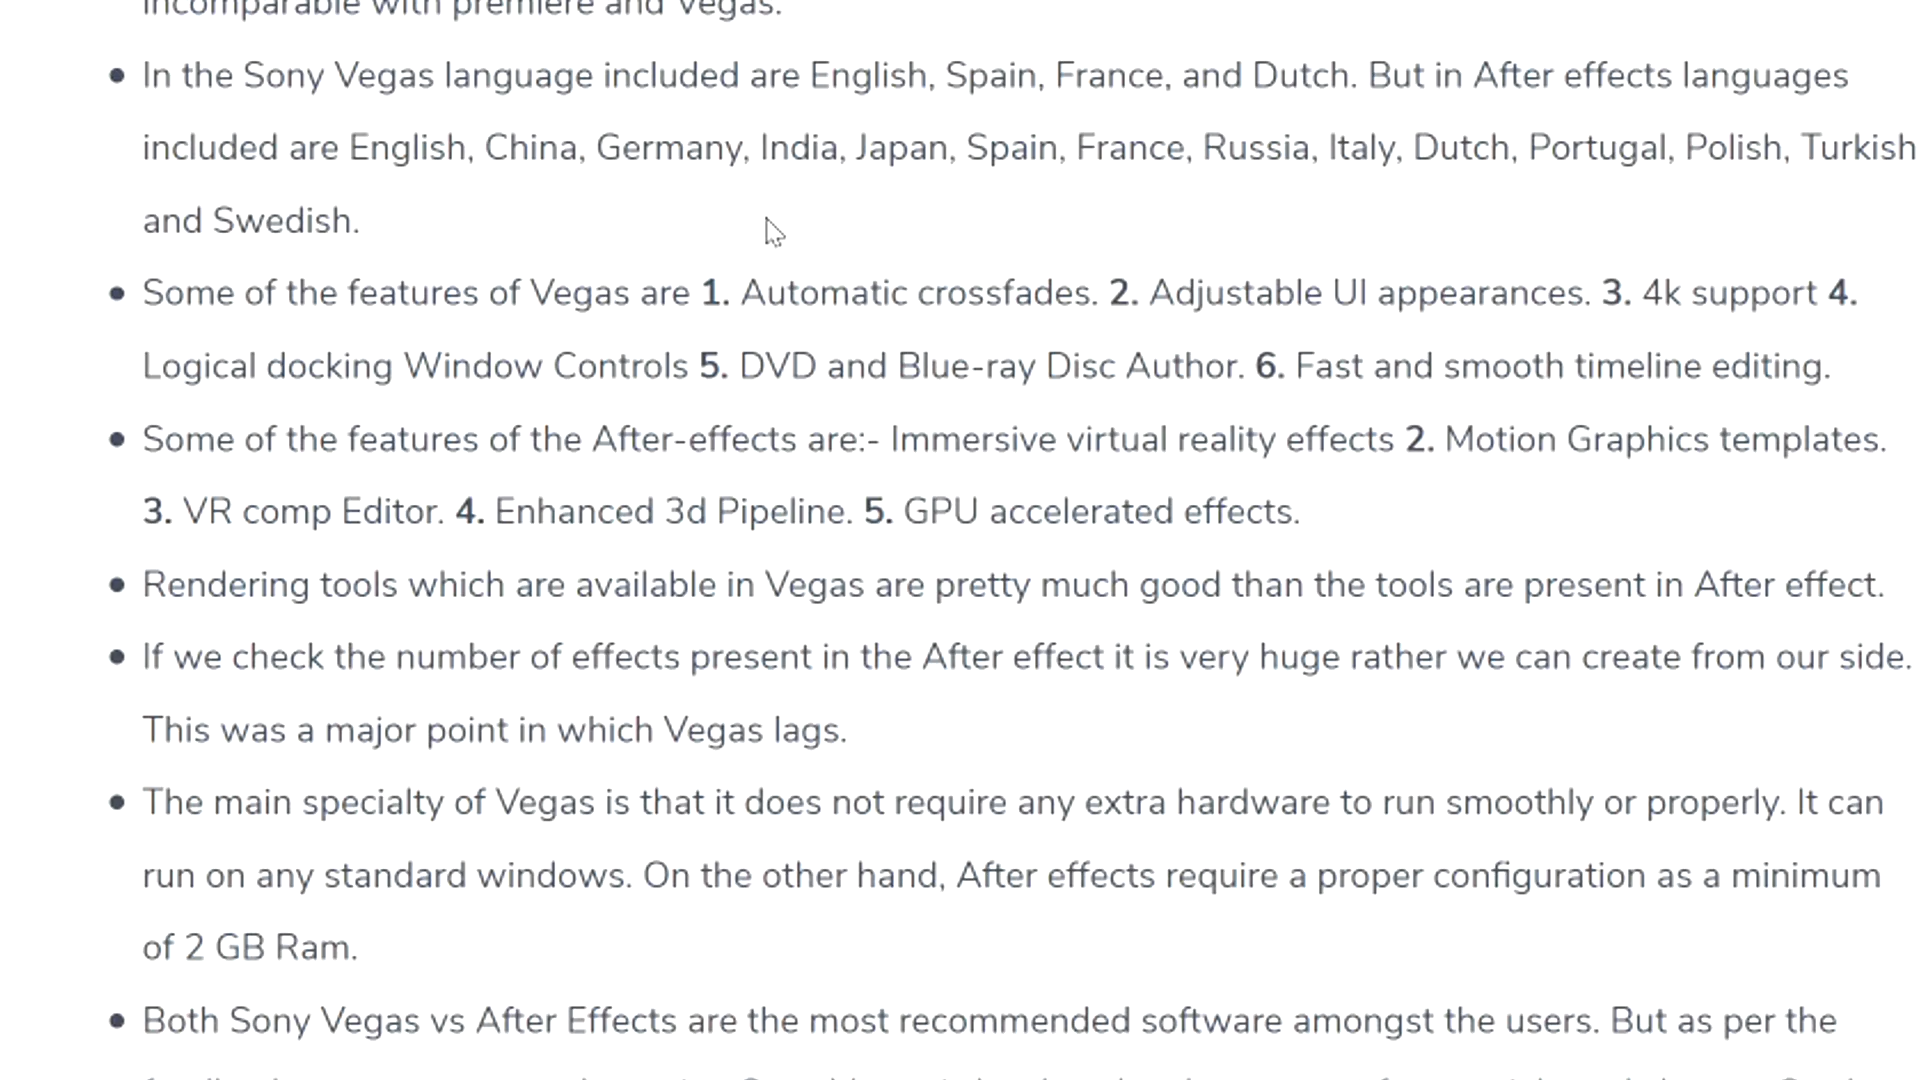 incomparable with premiere and Vegas.
• In the Sony Vegas language included are English, Spain, France, and Dutch. But in After effects languages
included are English, China, Germany, India, Japan, Spain, France, Russia, Italy, Dutch, Portugal, Polish, Turkish
and Swedish.
• Some of the features of Vegas are 1. Automatic crossfades. 2. Adjustable UI appearances. 3. 4k support 4.
Logical docking Window Controls 5. DVD and Blue-ray Disc Author. 6. Fast and smooth timeline editing.
• Some of the features of the After-effects are:- Immersive virtual reality effects 2. Motion Graphics templates.
3. VR comp Editor. 4. Enhanced 3d Pipeline. 5. GPU accelerated effects.
• Rendering tools which are available in Vegas are pretty much good than the tools are present in After effect.
• If we check the number of effects present in the After effect it is very huge rather we can create from our side.
This was a major point in which Vegas lags.
• The main specialty of Vegas is that it does not require any extra hardware to run smoothly or properly. It can
run on any standard windows. On the other hand, After effects require a proper configuration as a minimum
of 2 GB Ram.
• Both Sony Vegas vs After Effects are the most recommended software amongst the users. But as per the